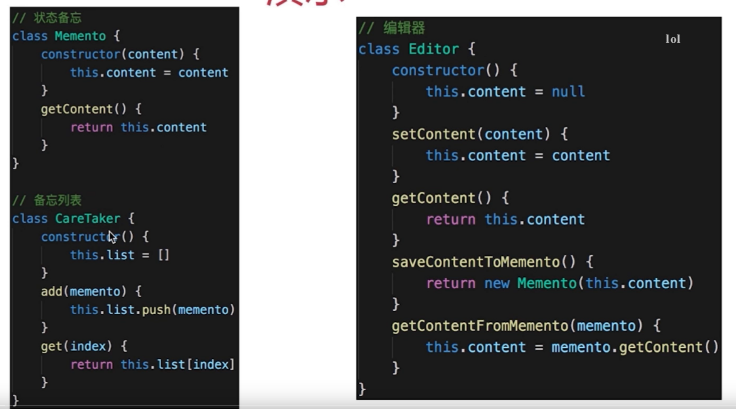 演示
// 状态备忘
class Memento {
constructor(content) {
this.content = content
}
getContent() {
return this.content
}
}
// 备忘列表
class CareTaker {
constructor() {
this.list = []
}
add(memento) {
this.list.push(memento)
}
get(index) {
return this.list[index]
}
}
// 编辑器
lol
class Editor {
constructor() {
this.content = null
}
setContent(content) {
this.content = content
}
getContent() {
return this.content
}
saveContentToMemento() {
return new Memento(this.content)
}
getContentFromMemento(memento) {
this.content = memento.getContent()
}
}